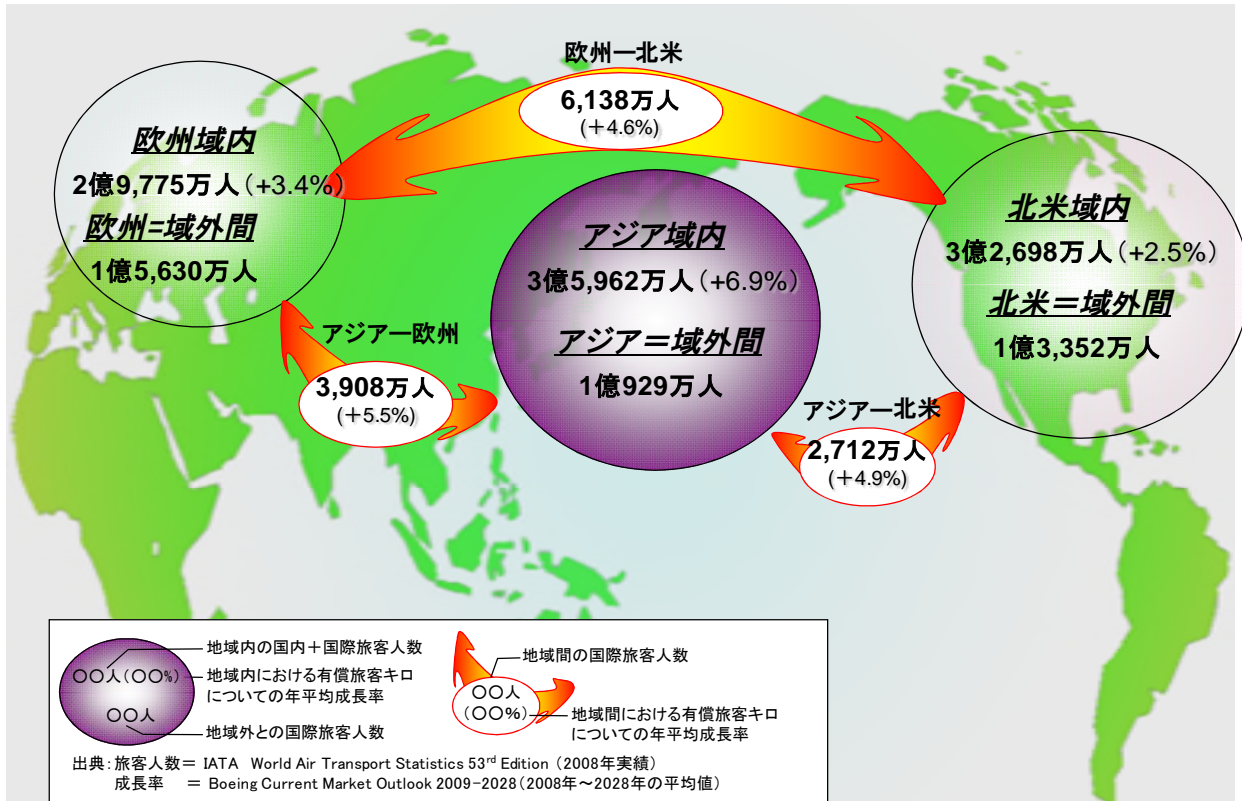 欧州ー北米
6,138万人
(+4.6%)
欧州域内
2億9,775万人(+3.4%)
欧州=域外間
1億5,630万人
アジア域内
3億5,962万人(+6.9%)
アジア＝域外間
1億929万人
北米域内
3億2,698万人(+2.5%)
北米＝域外間
1億3,352万人
アジアー欧州
3,908万人
(+5.5%)
アジアー北米
2,712万人
(+4.9%)
〇〇人(〇〇%)
〇〇人
地域内の国内＋国際旅客人数
地域内における有償旅客キロ
についての年平均成長率
地域外との国際旅客人数
〇〇人
(〇〇%)
地域間の国際旅客人数
地域間における有償旅客キロ
についての年平均成長率
出典：旅客人数＝ IATA World Air Transport Statistics 53rd Edition (2008年実績)
成長率 ＝ Boeing Current Market Outlook 2009-2028(2008年～2028年の平均値)